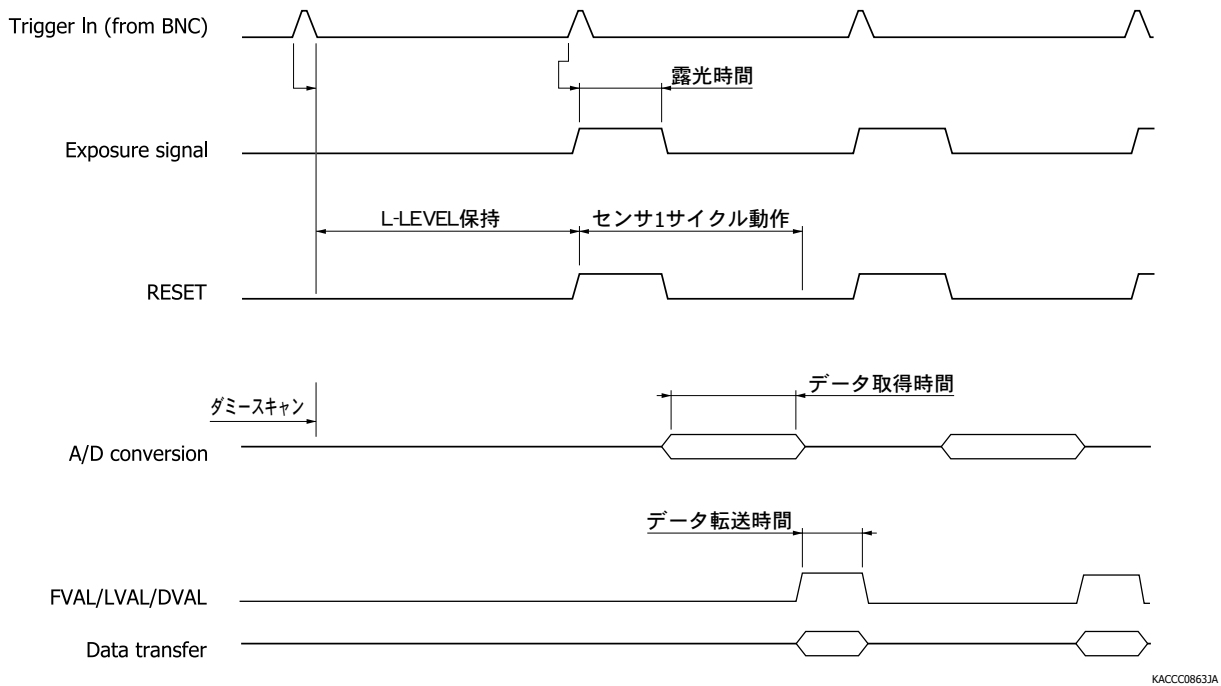 Trigger In (from BNC)
露光時間
Exposure signal
L-LEVEL保持
センサ1サイクル動作
RESET
データ取得時間
ダミースキャン
A/D conversion
データ転送時間
FVAL/LVAL/DVAL
Data transfer
KACCC0863JA